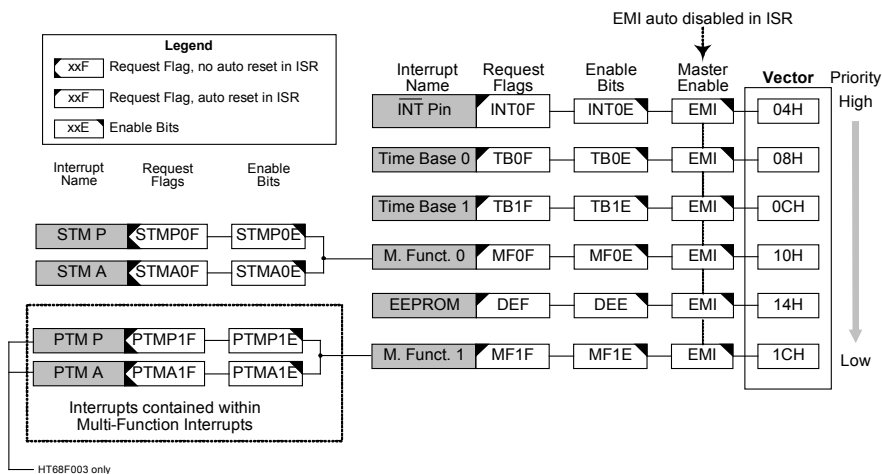 EMI auto disabled in ISR
Legend
xxF Request Flag, no auto reset in ISR
xxF Request Flag, auto reset in ISR
xxE Enable Bits
Interrupt Name Request Flags Enable Bits Master Enable Vector Priority
High
INT Pin INT0F INT0E EMI 04H
Time Base 0 TB0F TB0E EMI 08H
Time Base 1 TB1F TB1E EMI 0CH
Interrupt Name Request Flags Enable Bits
STM P STMP0F STMP0E
STM A STMA0F STMA0E
M. Funct. 0 MF0F MF0E EMI 10H
EEPROM DEF DEE EMI 14H
PTM P PTMP1F PTMP1E
PTM A PTMA1F PTMA1E
M. Funct. 1 MF1F MF1E EMI 1CH
Low
Interrupts contained within
Multi-Function Interrupts
HT68F003 only